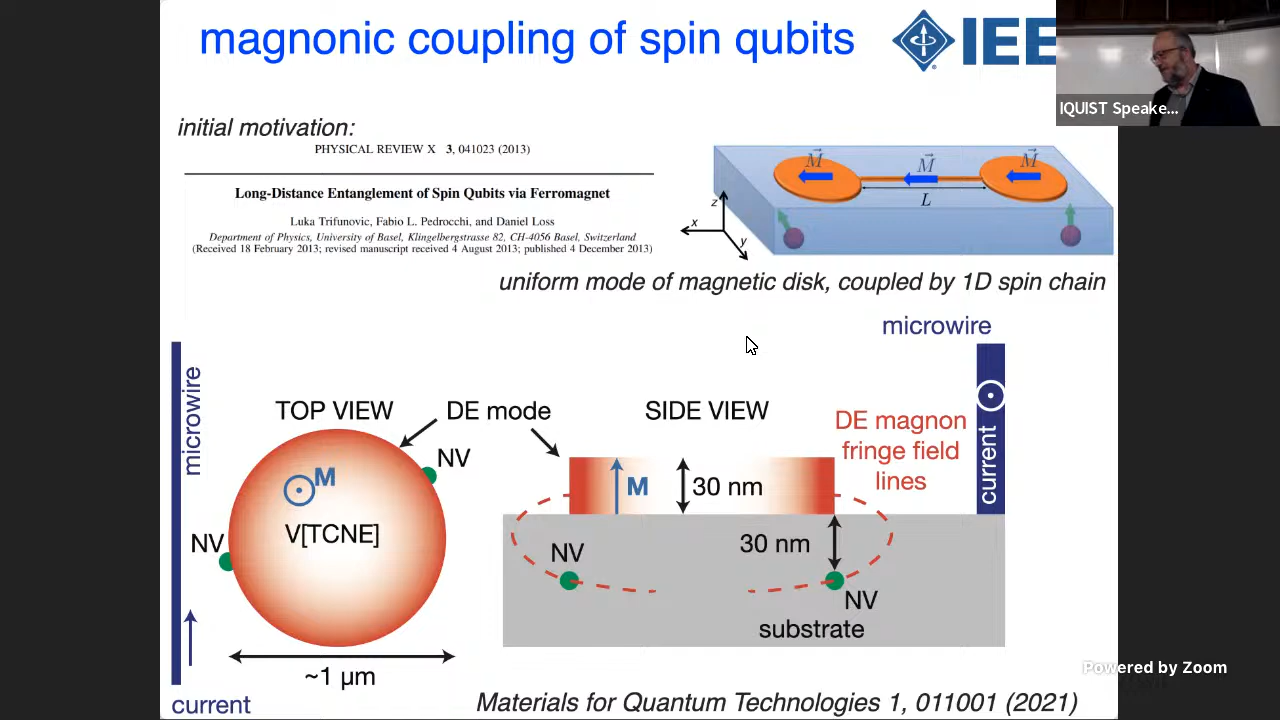 magnonic coupling of spin qubits
IEE
IQUIST Speake...
initial motivation:
PHYSICAL REVIEW X 3, 041023 (2013)
Long-Distance Entanglement of Spin Qubits via Ferromagnet
Luka Trifunovic, Fabio L. Pedrocchi, and Daniel Loss
Department of Physics, University of Basel, Klingelbergstrasse 82, CH-4056 Basel, Switzerland
(Received 18 February 2013; revised manuscript received 4 August 2013; published 4 December 2013)
M⃗
M⃗
M⃗
L
z
x
y
uniform mode of magnetic disk, coupled by 1D spin chain
microwire
TOP VIEW
DE mode
NV
M
V[TCNE]
NV
~1 µm
current
microwire
SIDE VIEW
DE magnon
fringe field
lines
current
M
30 nm
30 nm
NV
NV
substrate
Powered by Zoom
Materials for Quantum Technologies 1, 011001 (2021)